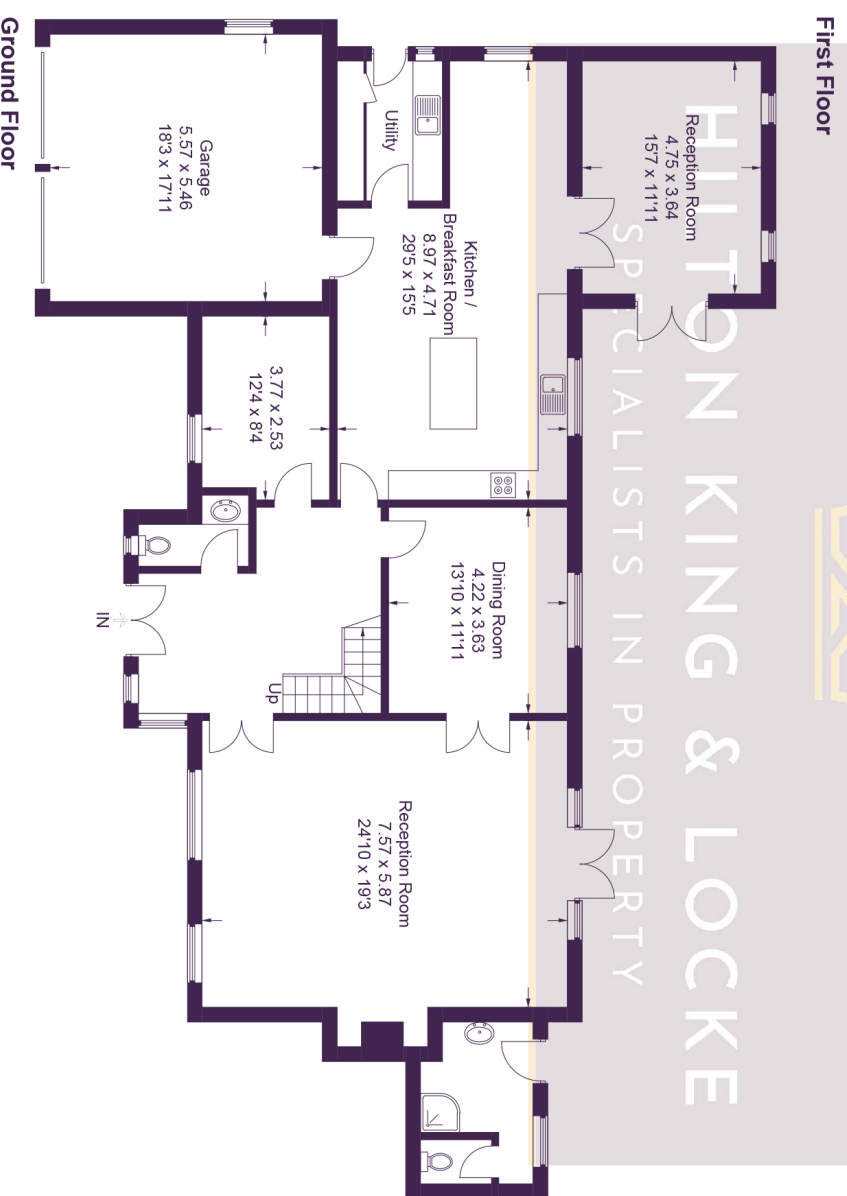 First Floor
HILTON KING & LOCKE
SPECIALISTS IN PROPERTY
Reception Room
4.75 x 3.64
15'7 x 11'11
Kitchen /
Breakfast Room
8.97 x 4.71
29'5 x 15'5
Dining Room
4.22 x 3.63
13'10 x 11'11
Reception Room
7.57 x 5.87
24'10 x 19'3
Utility
Garage
5.57 x 5.46
18'3 x 17'11
3.77 x 2.53
12'4 x 8'4
Up
IN
Ground Floor